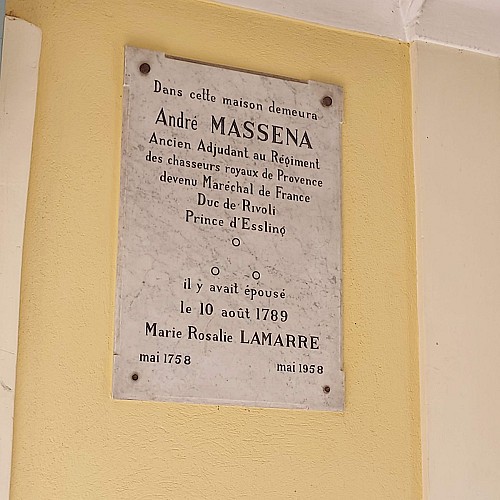 Dans cette maison demeura
André MASSENA
Ancien Adjudant au Régiment
des chasseurs royaux de Provence
devenu Maréchal de France
Duc de Rivoli
Prince d'Essling
il y avait épousé
le 10 août 1789
Marie Rosalie LAMARRE
mai 1758 mai 1958